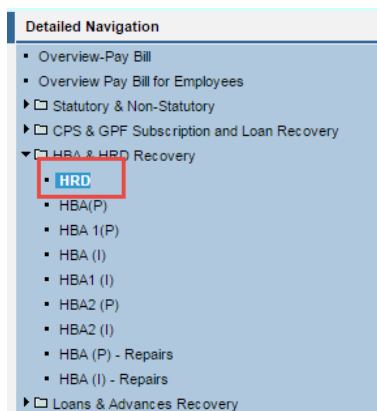 Detailed Navigation
Overview-Pay Bill
Overview Pay Bill for Employees
Statutory & Non-Statutory
CPS & GPF Subscription and Loan Recovery
HBA & HRD Recovery
HRD
HBA(P)
HBA 1(P)
HBA (I)
HBA1 (I)
HBA2 (P)
HBA2 (I)
HBA (P) - Repairs
HBA (I) - Repairs
Loans & Advances Recovery